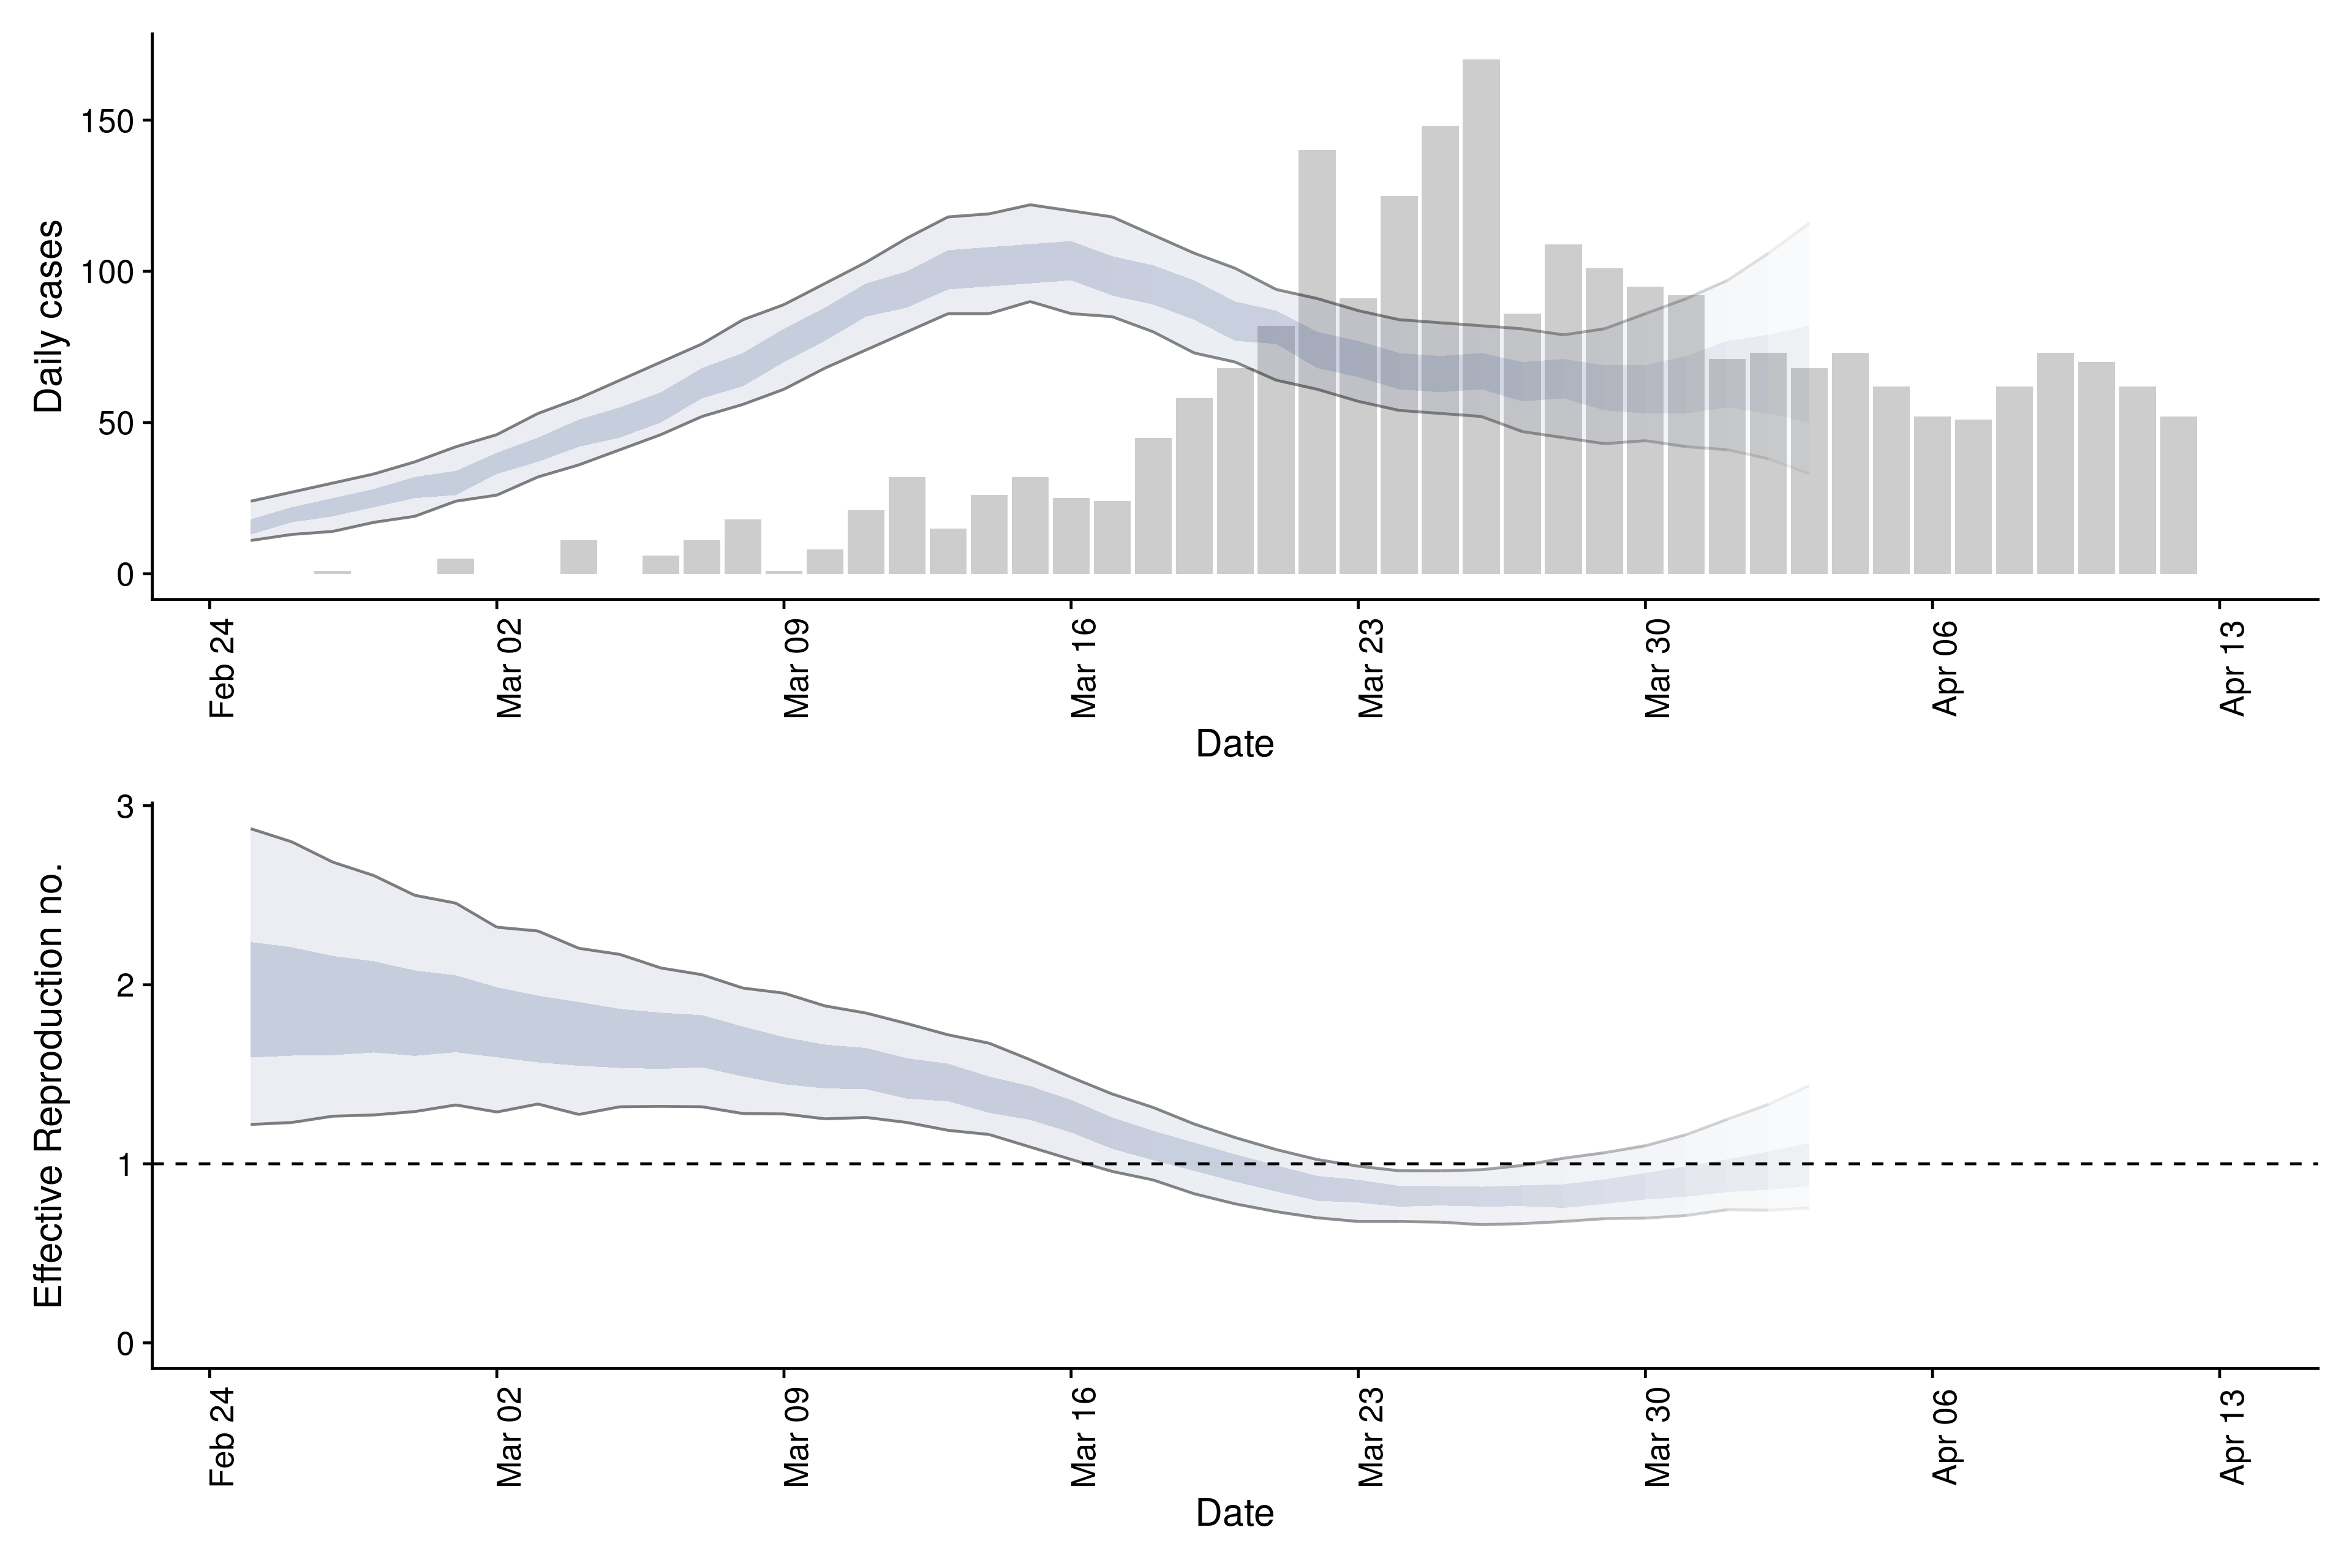 Daily cases
150
100
50
0
Feb 24
Mar 02
Mar 09
Mar 16
Mar 23
Mar 30
Apr 06
Apr 13
Date
Effective Reproduction no.
3
2
1
0
Feb 24
Mar 02
Mar 09
Mar 16
Mar 23
Mar 30
Apr 06
Apr 13
Date